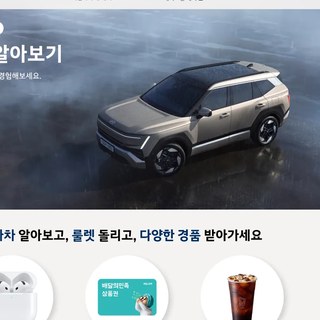 알아보기
경험해보세요.
차 알아보고, 룰렛 돌리고, 다양한 경품 받아가세요
배달의민족
상품권